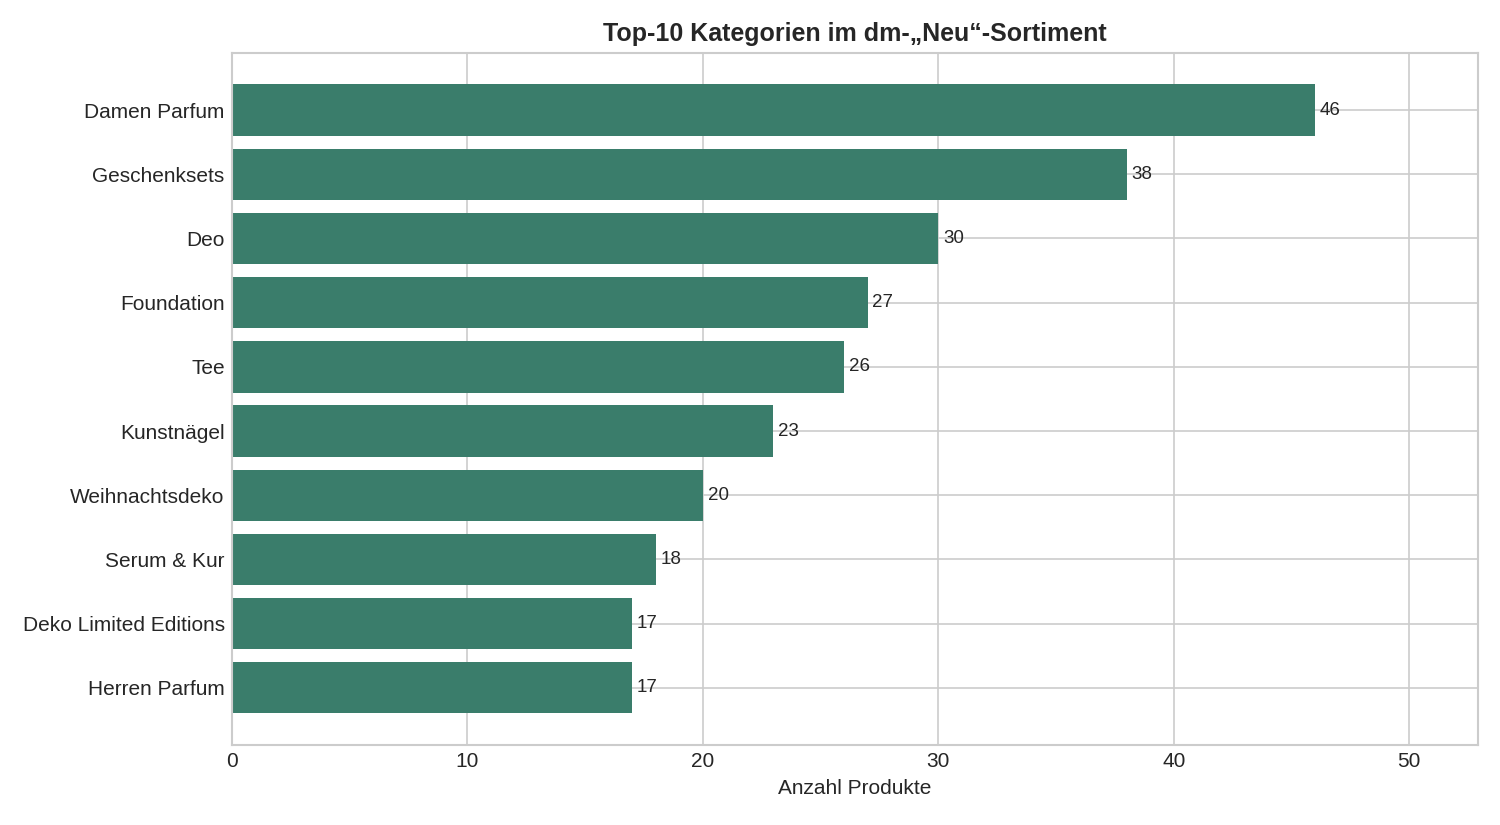 Top-10 Kategorien im dm-„Neu“-Sortiment
Damen Parfum 46
Geschenksets 38
Deo 30
Foundation 27
Tee 26
Kunstnägel 23
Weihnachtsdeko 20
Serum & Kur 18
Deko Limited Editions 17
Herren Parfum 17
0 10 20 30 40 50
Anzahl Produkte